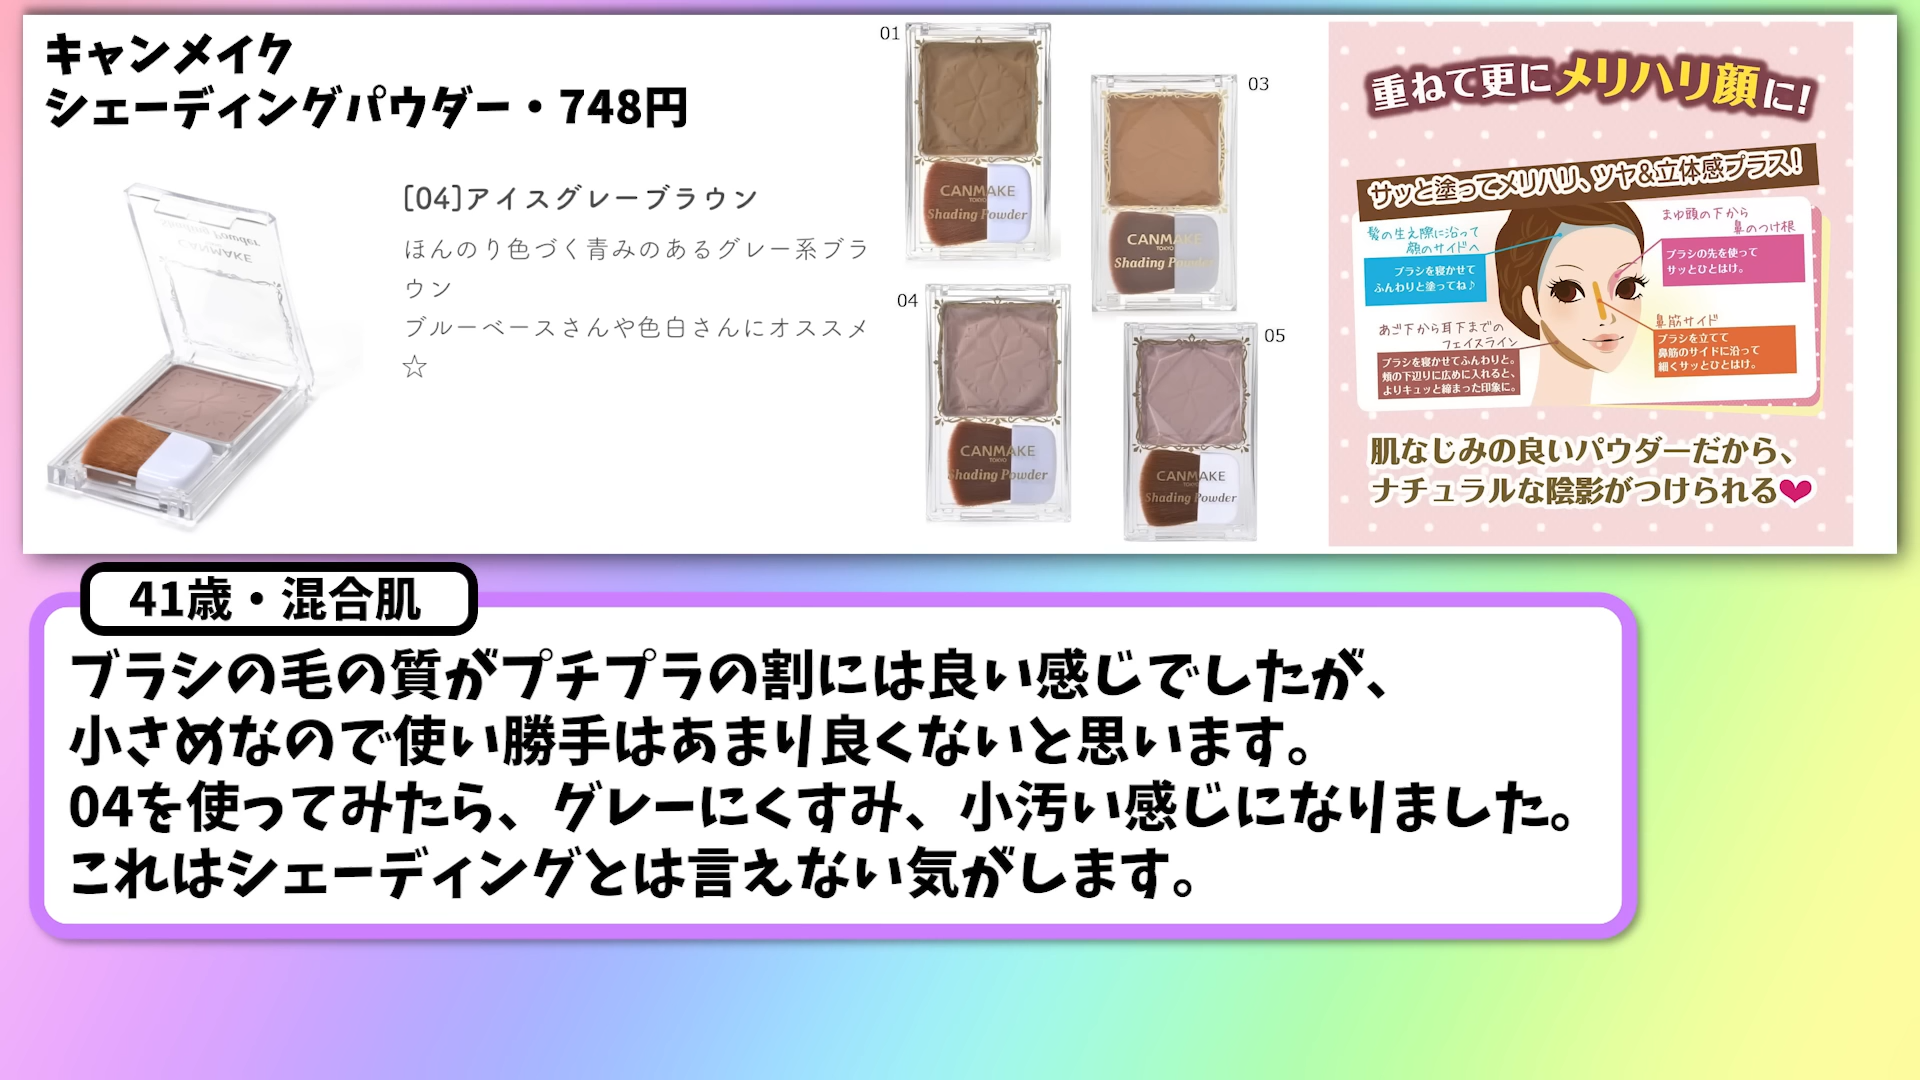 キャンメイク
シェーディングパウダー・748円
[04]アイスグレーブラウン
ほんのり色づく青みのあるグレー系ブラ
ウン
ブルーベースさんや色白さんにオススメ
☆
01
CANMAKE
TOKYO
Shading Powder
03
CANMAKE
TOKYO
Shading Powder
04
CANMAKE
TOKYO
Shading Powder
05
CANMAKE
TOKYO
Shading Powder
重ねて更にメリハリ顔に!
サッと塗ってメリハリ、ツヤ&立体感プラス!
髪の生え際に沿って
顔のサイドへ
ブラシを寝かせて
ふんわりと塗ってね♪
まゆ頭の下から
鼻のつけ根
ブラシの先を使って
サッとひとはけ。
あご下から耳下までの
フェイスライン
ブラシを寝かせてふんわりと。
頬の下辺りに広めに入れると、
よりキュッと締まった印象に。
鼻筋サイド
ブラシを立てて
鼻筋のサイドに沿って
細くサッとひとはけ。
肌なじみの良いパウダーだから、
ナチュラルな陰影がつけられる❤
41歳・混合肌
ブラシの毛の質がプチプラの割には良い感じでしたが、
小さめなので使い勝手はあまり良くないと思います。
04を使ってみたら、グレーにくすみ、小汚い感じになりました。
これはシェーディングとは言えない気がします。